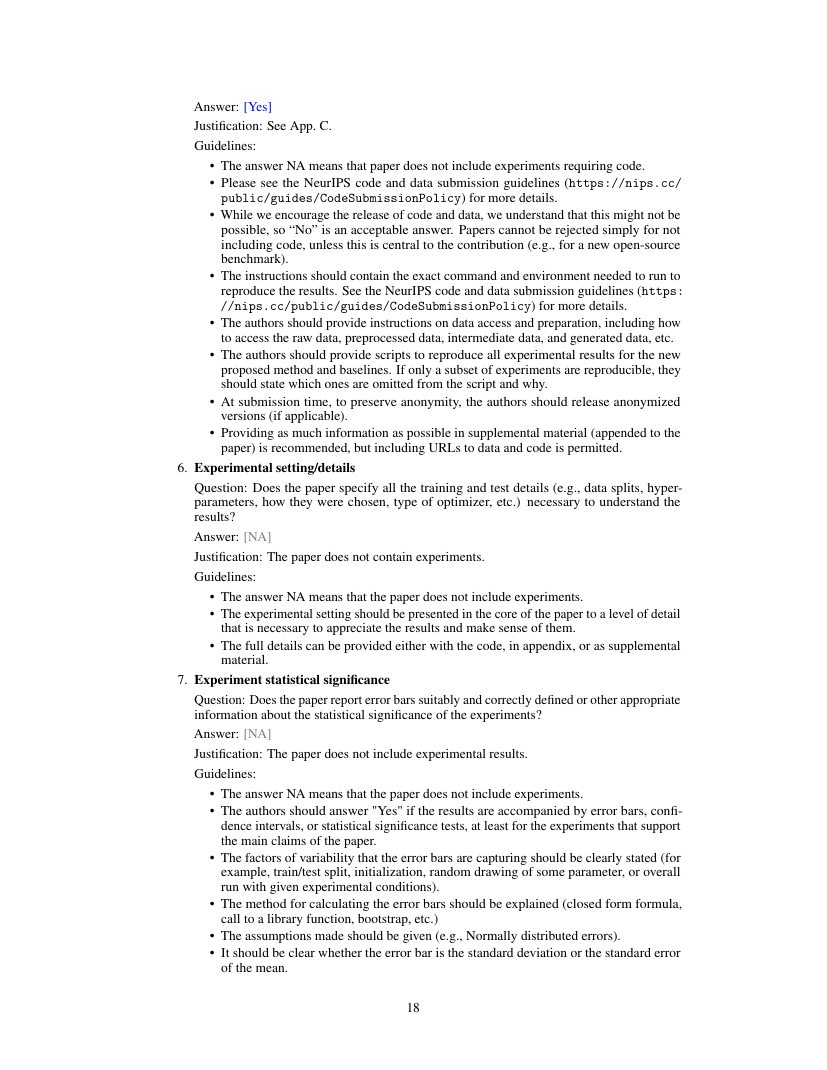 Answer: [Yes]
Justification: See App. C.
Guidelines:
• The answer NA means that paper does not include experiments requiring code.
• Please see the NeurIPS code and data submission guidelines (https://nips.cc/
public/guides/CodeSubmissionPolicy) for more details.
• While we encourage the release of code and data, we understand that this might not be
possible, so “No” is an acceptable answer. Papers cannot be rejected simply for not
including code, unless this is central to the contribution (e.g., for a new open-source
benchmark).
• The instructions should contain the exact command and environment needed to run to
reproduce the results. See the NeurIPS code and data submission guidelines (https:
//nips.cc/public/guides/CodeSubmissionPolicy) for more details.
• The authors should provide instructions on data access and preparation, including how
to access the raw data, preprocessed data, intermediate data, and generated data, etc.
• The authors should provide scripts to reproduce all experimental results for the new
proposed method and baselines. If only a subset of experiments are reproducible, they
should state which ones are omitted from the script and why.
• At submission time, to preserve anonymity, the authors should release anonymized
versions (if applicable).
• Providing as much information as possible in supplemental material (appended to the
paper) is recommended, but including URLs to data and code is permitted.
6. Experimental setting/details
Question: Does the paper specify all the training and test details (e.g., data splits, hyper-
parameters, how they were chosen, type of optimizer, etc.) necessary to understand the
results?
Answer: [NA]
Justification: The paper does not contain experiments.
Guidelines:
• The answer NA means that the paper does not include experiments.
• The experimental setting should be presented in the core of the paper to a level of detail
that is necessary to appreciate the results and make sense of them.
• The full details can be provided either with the code, in appendix, or as supplemental
material.
7. Experiment statistical significance
Question: Does the paper report error bars suitably and correctly defined or other appropriate
information about the statistical significance of the experiments?
Answer: [NA]
Justification: The paper does not include experimental results.
Guidelines:
• The answer NA means that the paper does not include experiments.
• The authors should answer "Yes" if the results are accompanied by error bars, confi-
dence intervals, or statistical significance tests, at least for the experiments that support
the main claims of the paper.
• The factors of variability that the error bars are capturing should be clearly stated (for
example, train/test split, initialization, random drawing of some parameter, or overall
run with given experimental conditions).
• The method for calculating the error bars should be explained (closed form formula,
call to a library function, bootstrap, etc.)
• The assumptions made should be given (e.g., Normally distributed errors).
• It should be clear whether the error bar is the standard deviation or the standard error
of the mean.
18